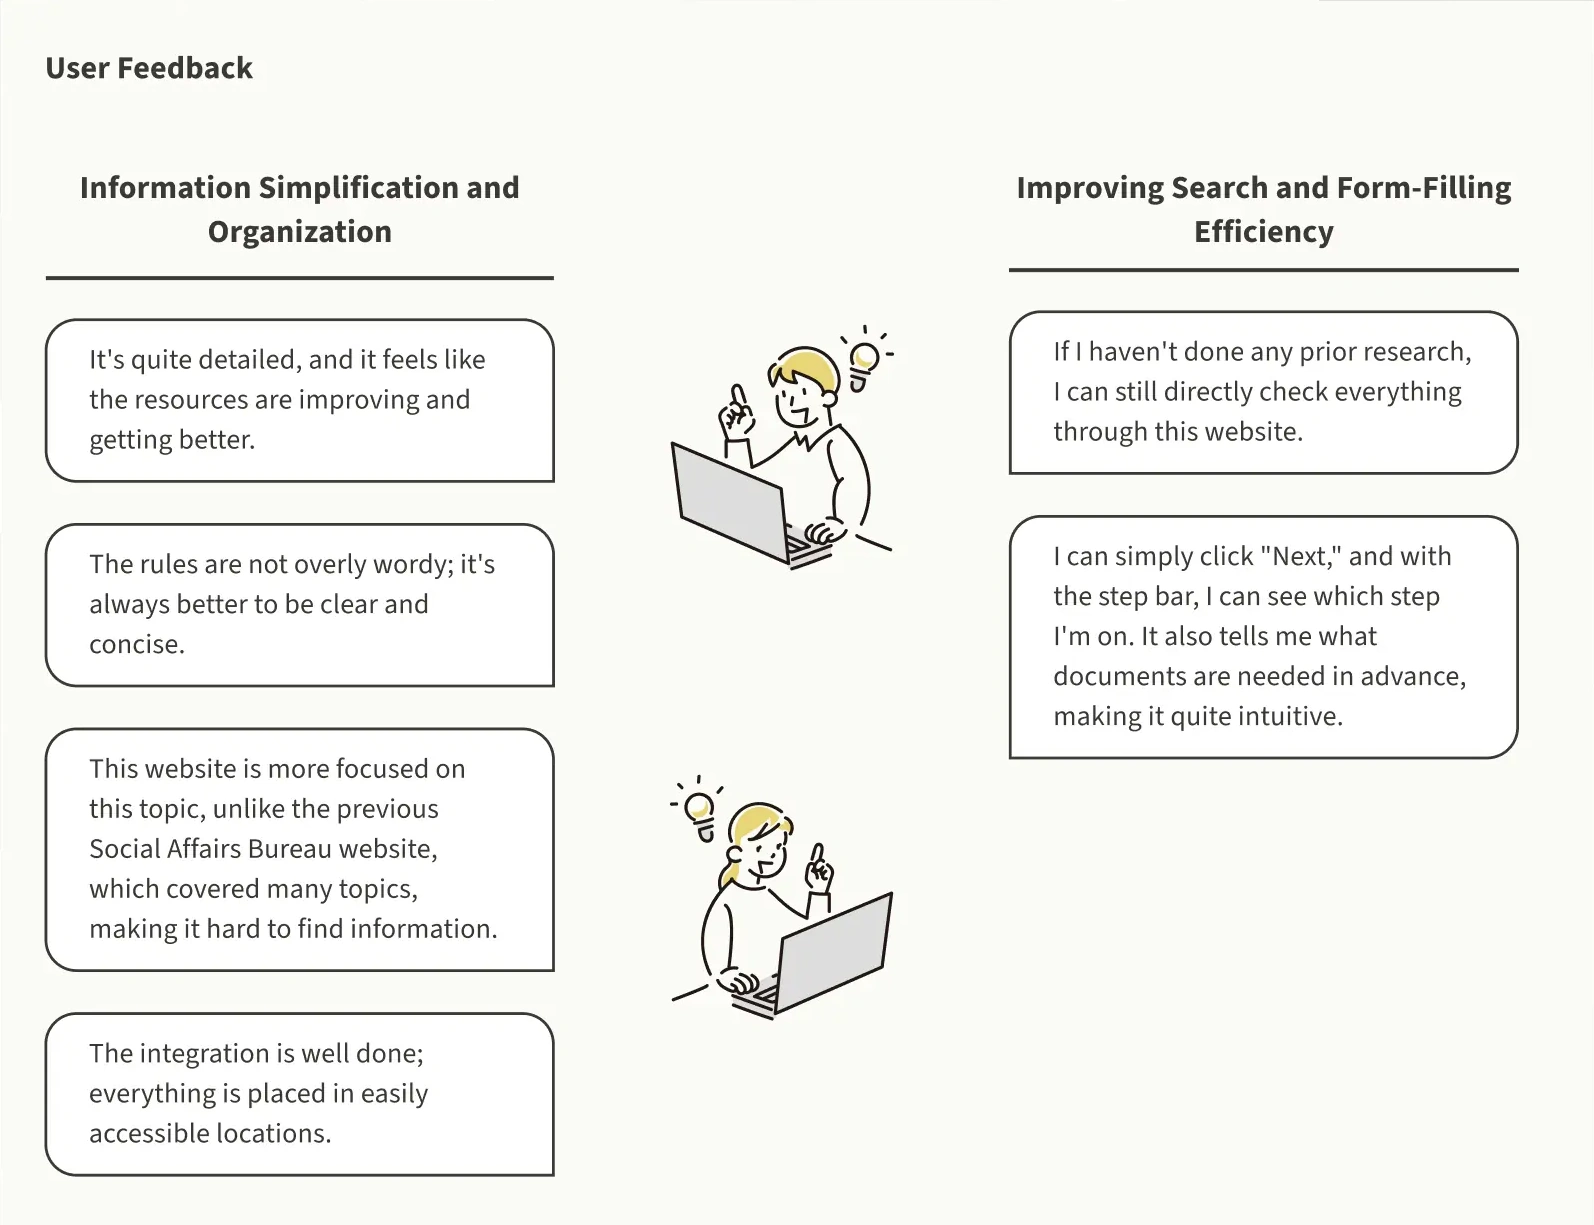 User Feedback
Information Simplification and
Organization
It's quite detailed, and it feels like
the resources are improving and
getting better.
The rules are not overly wordy; it's
always better to be clear and
concise.
This website is more focused on
this topic, unlike the previous
Social Affairs Bureau website,
which covered many topics,
making it hard to find information.
The integration is well done;
everything is placed in easily
accessible locations.
Improving Search and Form-Filling
Efficiency
If I haven't done any prior research,
I can still directly check everything
through this website.
I can simply click "Next," and with
the step bar, I can see which step
I'm on. It also tells me what
documents are needed in advance,
making it quite intuitive.